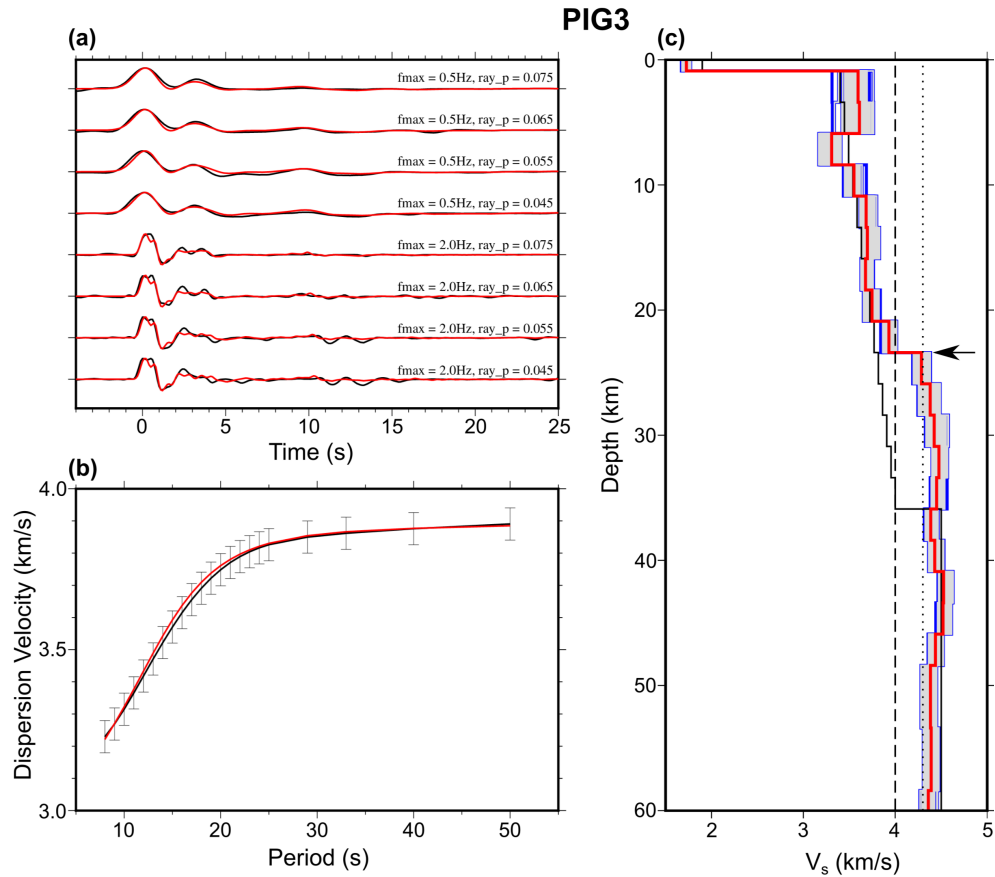 PIG3
(a)
fmax = 0.5Hz, ray_p = 0.075
fmax = 0.5Hz, ray_p = 0.065
fmax = 0.5Hz, ray_p = 0.055
fmax = 0.5Hz, ray_p = 0.045
fmax = 2.0Hz, ray_p = 0.075
fmax = 2.0Hz, ray_p = 0.065
fmax = 2.0Hz, ray_p = 0.055
fmax = 2.0Hz, ray_p = 0.045
0 5 10 15 20 25
Time (s)
(b)
4.0
3.5
3.0
Dispersion Velocity (km/s)
10 20 30 40 50
Period (s)
(c)
0
10
20
30
40
50
60
Depth (km)
2 3 4 5
Vs (km/s)